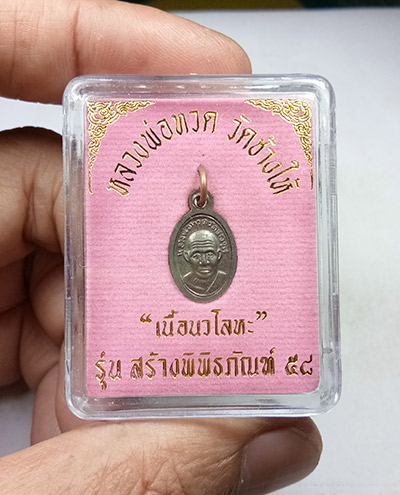 หลวงพ่อทวด วัดช้างให้
“เนื้อนวโลหะ”
รุ่น สร้างพิพิธภัณฑ์ ๕๘